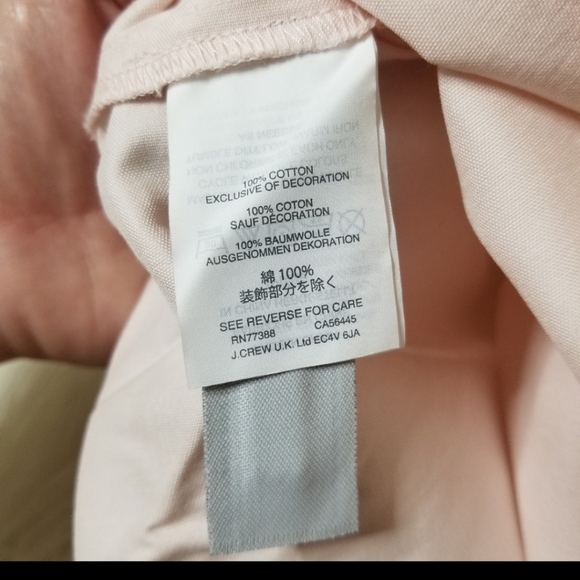 100% COTTON
EXCLUSIVE OF DECORATION
100% COTON
SAUF DÉCORATION
100% BAUMWOLLE
AUSGENOMMEN DEKORATION
綿 100%
装飾部分を除く
SEE REVERSE FOR CARE
RN77388 CA56445
J.CREW U.K. Ltd EC4V 6JA